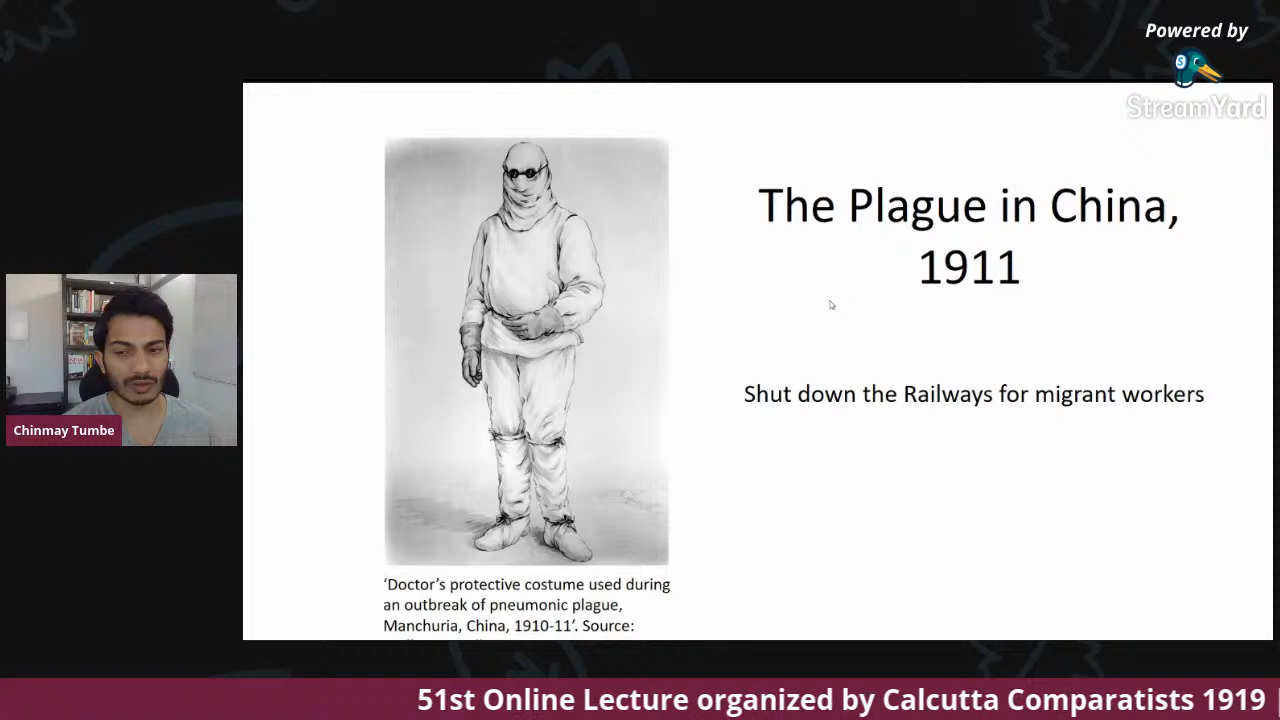 Powered by
StreamYard
The Plague in China,
1911
Shut down the Railways for migrant workers
Chinmay Tumbe
‘Doctor’s protective costume used during
an outbreak of pneumonic plague,
Manchuria, China, 1910-11’. Source:
51st Online Lecture organized by Calcutta Comparatists 1919 |